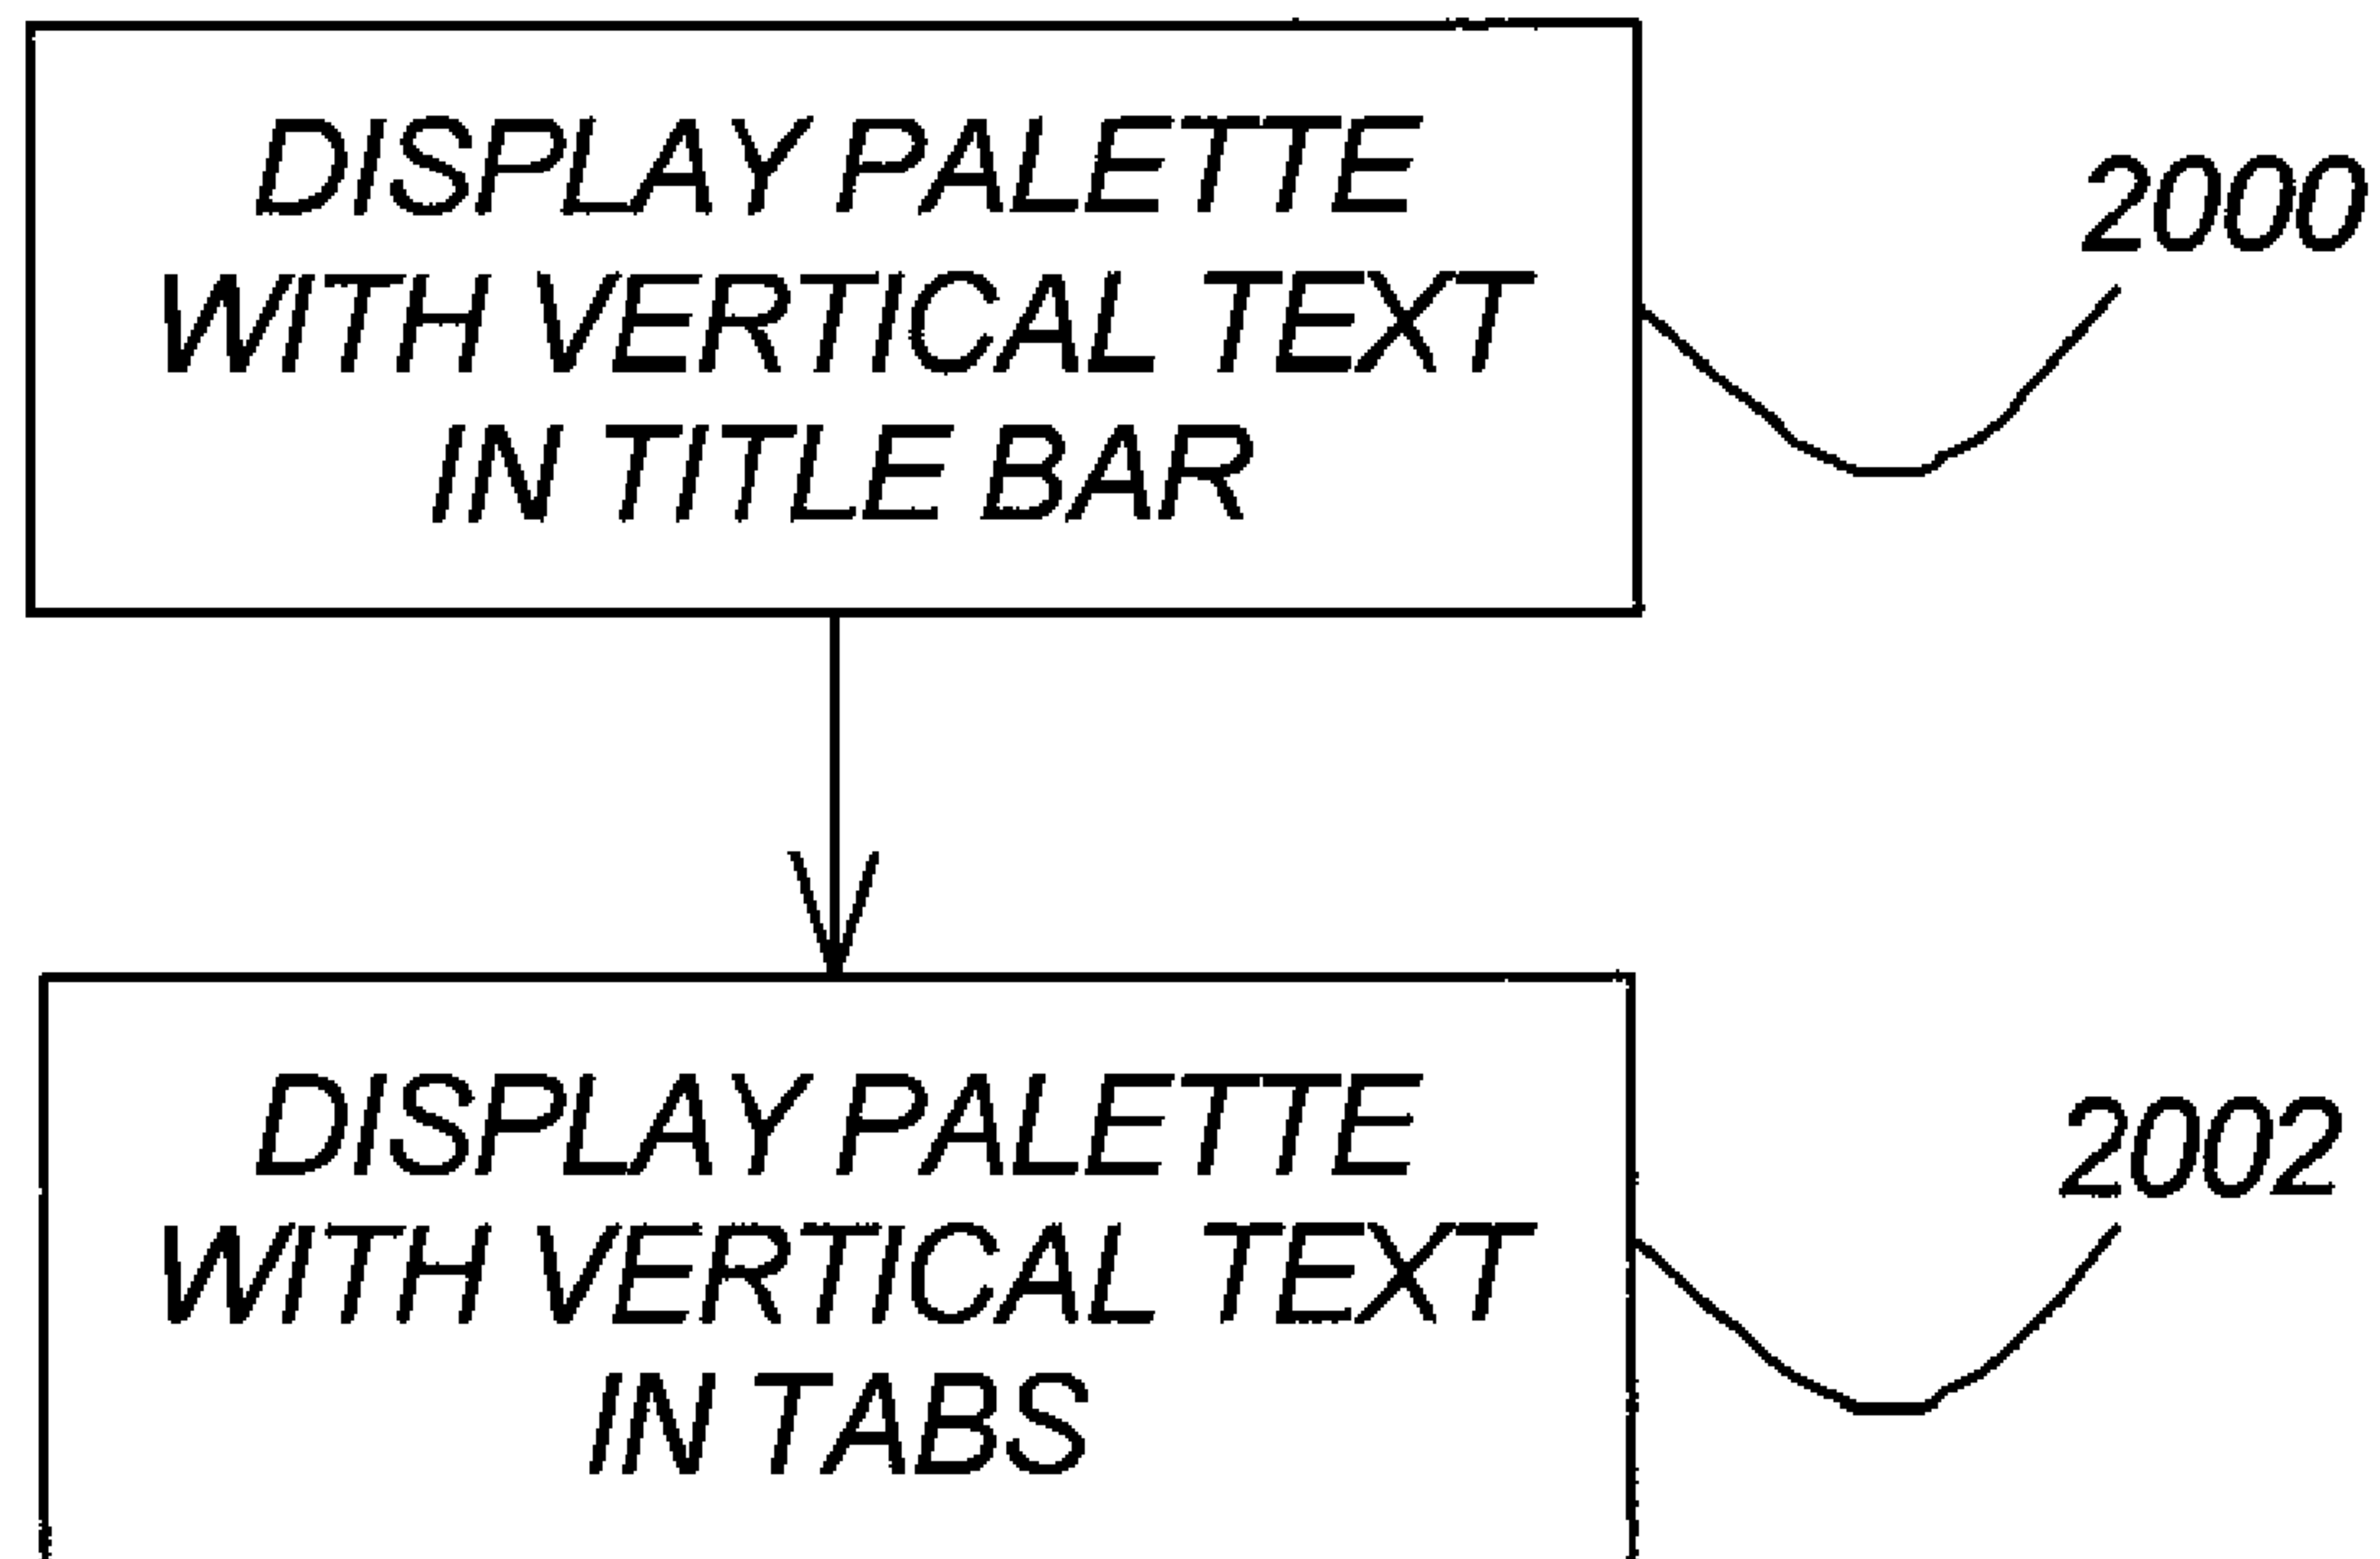 DISPLAY PALETTE
WITH VERTICAL TEXT
IN TITLE BAR
2000
DISPLAY PALETTE
WITH VERTICAL TEXT
IN TABS
2002